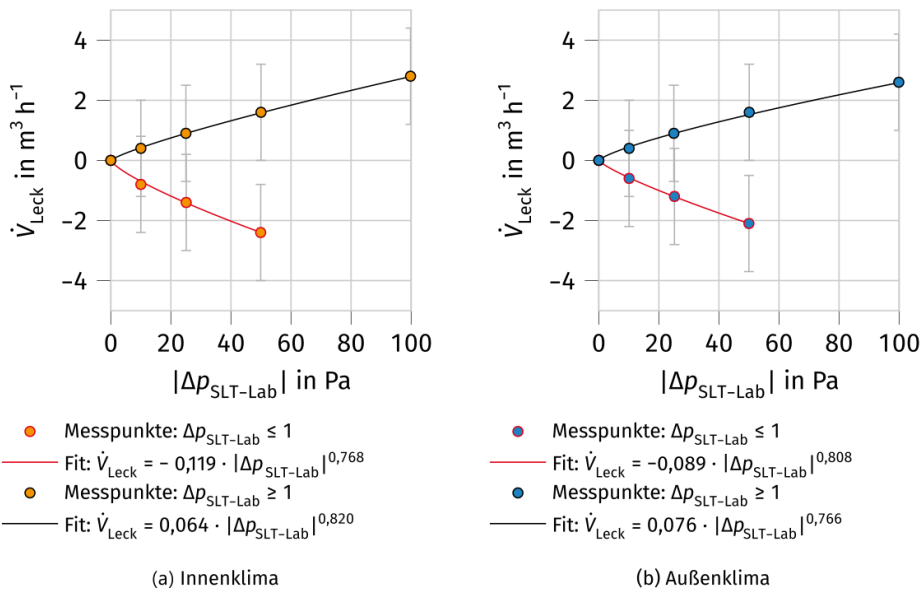 4
2
0
−2
−4
V̇Leck in m³ h⁻¹
0 20 40 60 80 100
|ΔpSLT−Lab| in Pa
Messpunkte: ΔpSLT−Lab ≤ 1
Fit: V̇Leck = − 0,119 · |ΔpSLT−Lab|^0,768
Messpunkte: ΔpSLT−Lab ≥ 1
Fit: V̇Leck = 0,064 · |ΔpSLT−Lab|^0,820
(a) Innenklima
4
2
0
−2
−4
V̇Leck in m³ h⁻¹
0 20 40 60 80 100
|ΔpSLT−Lab| in Pa
Messpunkte: ΔpSLT−Lab ≤ 1
Fit: V̇Leck = −0,089 · |ΔpSLT−Lab|^0,808
Messpunkte: ΔpSLT−Lab ≥ 1
Fit: V̇Leck = 0,076 · |ΔpSLT−Lab|^0,766
(b) Außenklima